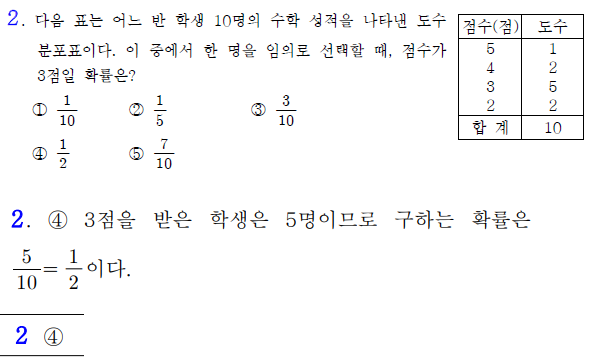 2. 다음 표는 어느 반 학생 10명의 수학 성적을 나타낸 도수
분포표이다. 이 중에서 한 명을 임의로 선택할 때, 점수가
3점일 확률은?
① 1/10 ② 1/5 ③ 3/10
④ 1/2 ⑤ 7/10
점수(점) 도수
5 1
4 2
3 5
2 2
합 계 10
2. ④ 3점을 받은 학생은 5명이므로 구하는 확률은
5/10 = 1/2 이다.
2 ④